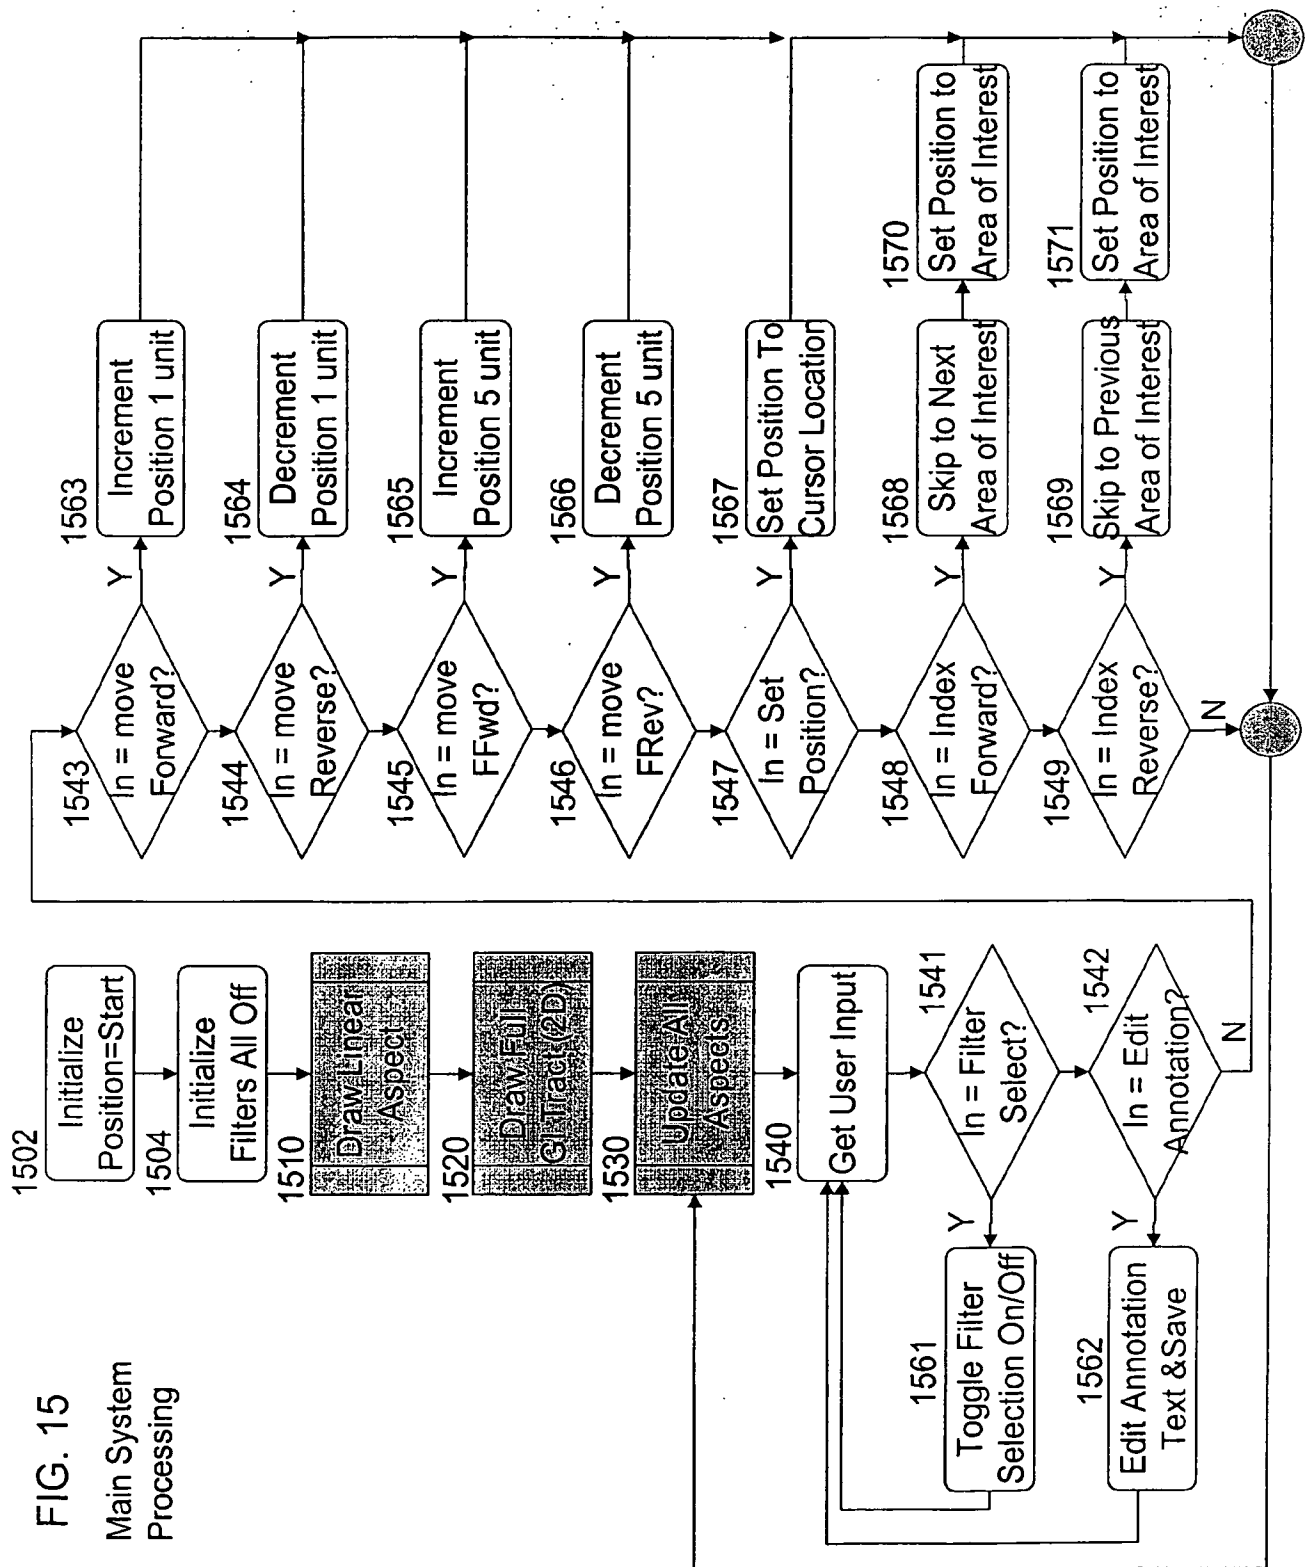 FIG. 15
Main System
Processing
1502
Initialize
Position=Start
1504
Initialize
Filters All Off
1510
Draw Linear
Aspect
1520
Draw Full
GI Tract (2D)
1530
Update All
Aspects
1540
Get User Input
1541
In = Filter
Select?
Y
1561
Toggle Filter
Selection On/Off
1542
In = Edit
Annotation?
Y
N
1562
Edit Annotation
Text &Save
1543
In = move
Forward?
Y
1563
Increment
Position 1 unit
1544
In = move
Reverse?
Y
1564
Decrement
Position 1 unit
1545
In = move
FFwd?
Y
1565
Increment
Position 5 unit
1546
In = move
FRev?
Y
1566
Decrement
Position 5 unit
1547
In = Set
Position?
Y
1567
Set Position To
Cursor Location
1548
In = Index
Forward?
Y
1568
Skip to Next
Area of Interest
1570
Set Position to
Area of Interest
1549
In = Index
Reverse?
Y
N
1569
Skip to Previous
Area of Interest
1571
Set Position to
Area of Interest